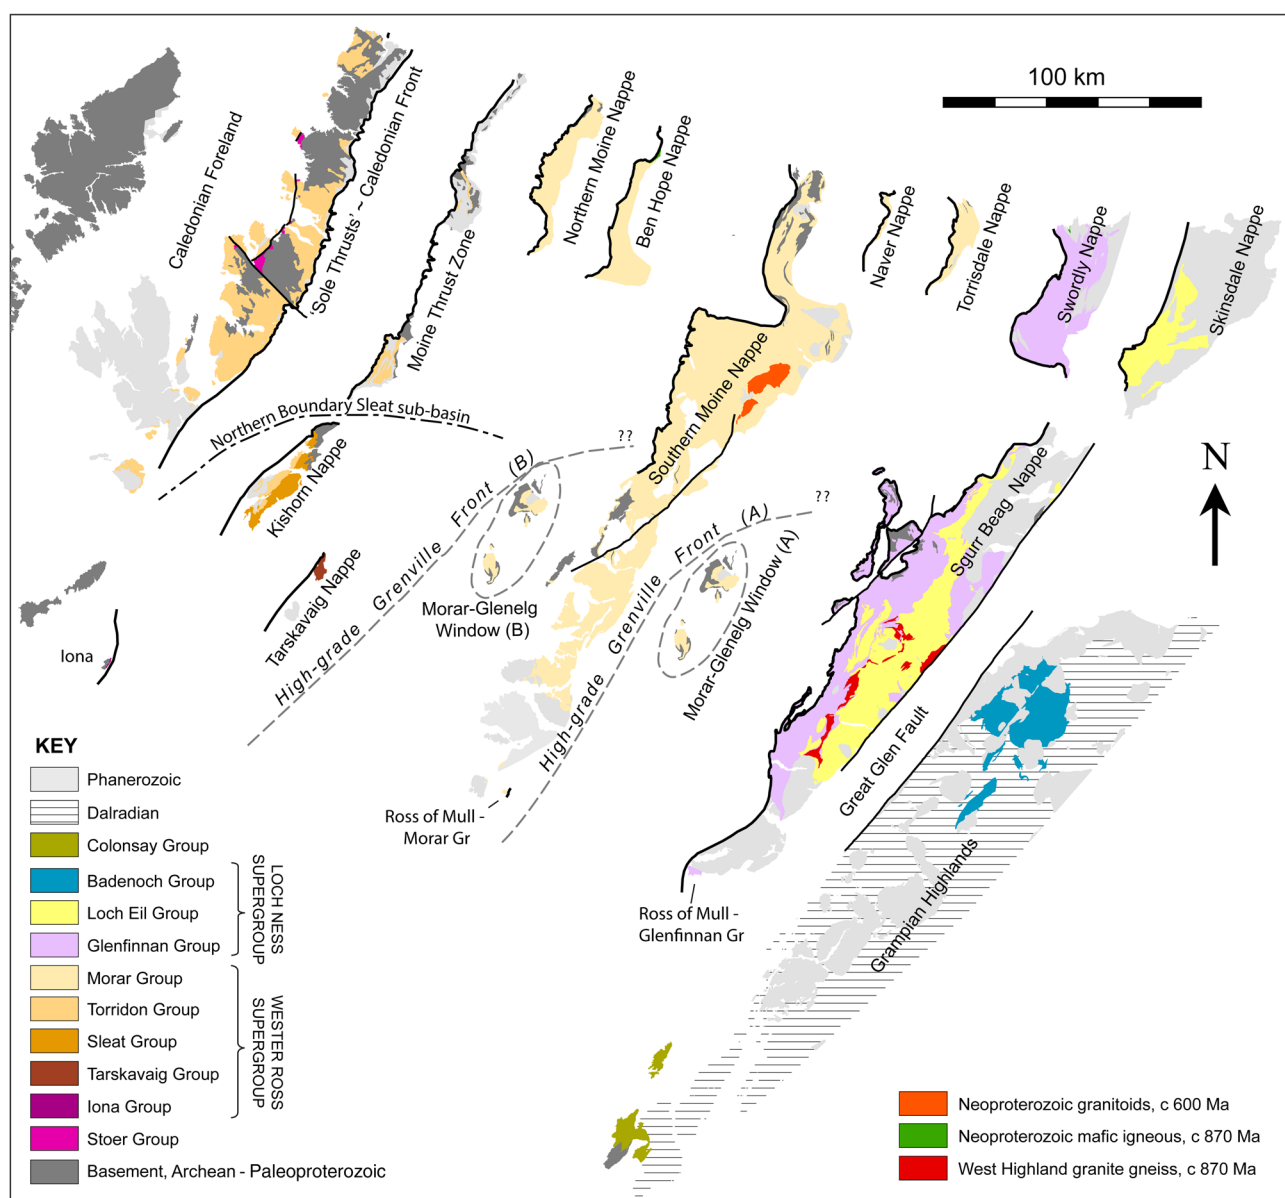 100 km
Caledonian Foreland
'Sole Thrusts' ~ Caledonian Front
Moine Thrust Zone
Northern Moine Nappe
Ben Hope Nappe
Southern Moine Nappe
Naver Nappe
Torrisdale Nappe
Swordly Nappe
Skinsdale Nappe
Northern Boundary Sleat sub-basin
Kishorn Nappe
Tarskavaig Nappe
Iona
High-grade Grenville Front (B)
??
Morar-Glenelg
Window (B)
High-grade Grenville Front (A)
??
Morar-Glenelg Window (A)
Sgurr Beag Nappe
N
Great Glen Fault
Grampian Highlands
Ross of Mull -
Morar Gr
Ross of Mull -
Glenfinnan Gr
KEY
Phanerozoic
Dalradian
Colonsay Group
Badenoch Group
Loch Eil Group
Glenfinnan Group
LOCH NESS
SUPERGROUP
Morar Group
Torridon Group
Sleat Group
Tarskavaig Group
Iona Group
WESTER ROSS
SUPERGROUP
Stoer Group
Basement, Archean - Paleoproterozoic
Neoproterozoic granitoids, c 600 Ma
Neoproterozoic mafic igneous, c 870 Ma
West Highland granite gneiss, c 870 Ma